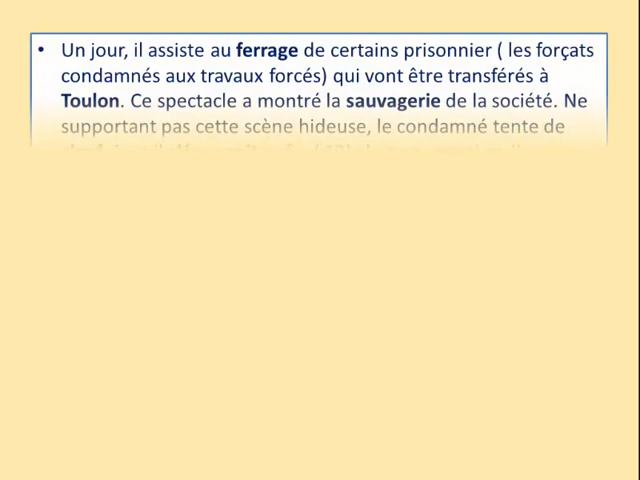 • Un jour, il assiste au ferrage de certains prisonnier ( les forçats
condamnés aux travaux forcés) qui vont être transférés à
Toulon. Ce spectacle a montré la sauvagerie de la société. Ne
supportant pas cette scène hideuse, le condamné tente de